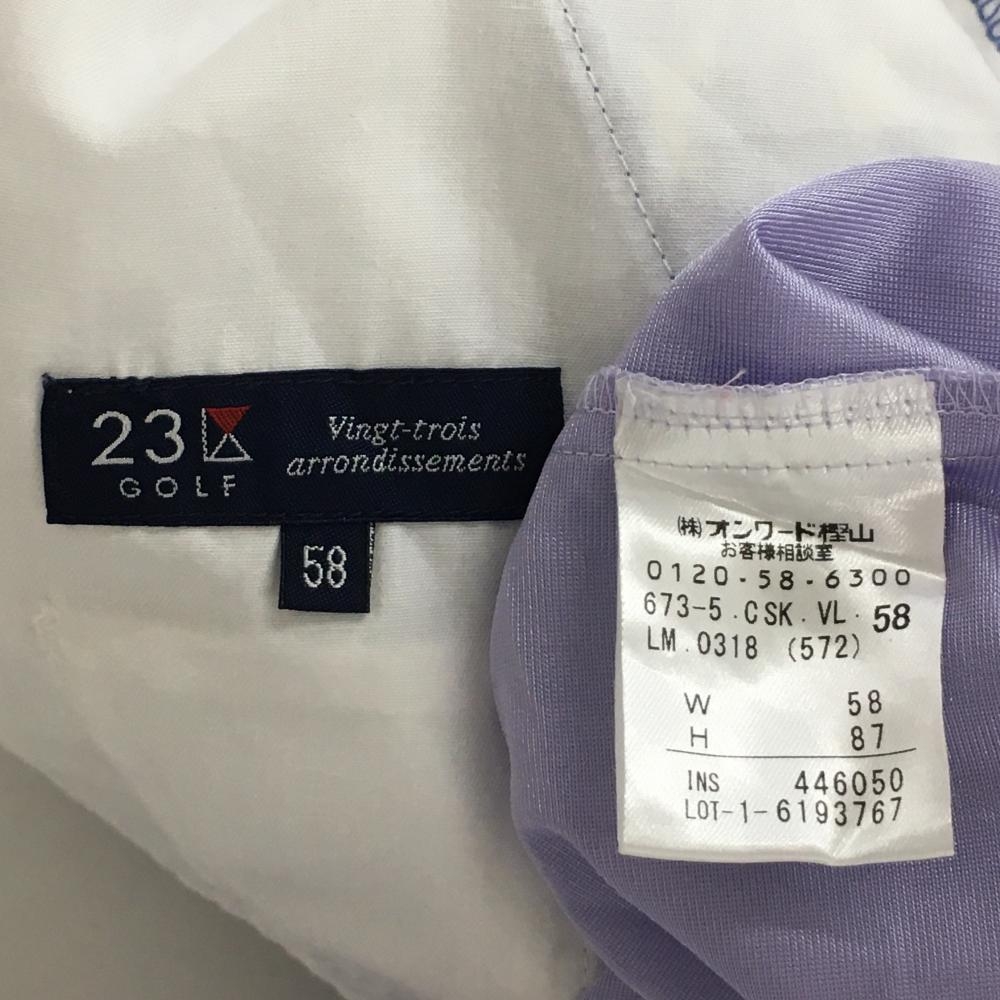 23
GOLF
Vingt-trois
arrondissements
58
(株)オンワード樫山
お客様相談室
0120-58-6300
673-5.CSK.VL.58
LM.0318 (572)
W 58
H 87
INS 446050
LOT-1-6193767